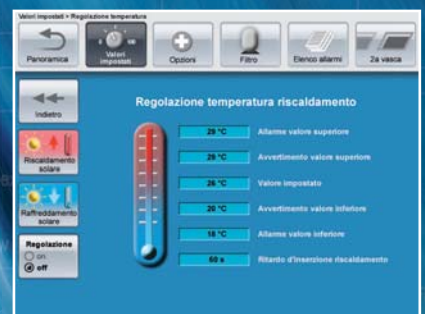 Valori impostati > Regolazione temperatura
Panoramica
Valori impostati
Opzioni
Filtro
Elenco allarmi
2a vasca
Indietro
Regolazione temperatura riscaldamento
29 °C Allarme valore superiore
28 °C Avvertimento valore superiore
26 °C Valore impostato
20 °C Avvertimento valore inferiore
18 °C Allarme valore inferiore
60 s Ritardo d'inserzione riscaldamento
Riscaldamento
solare
Raffreddamento
solare
Regolazione
on
off